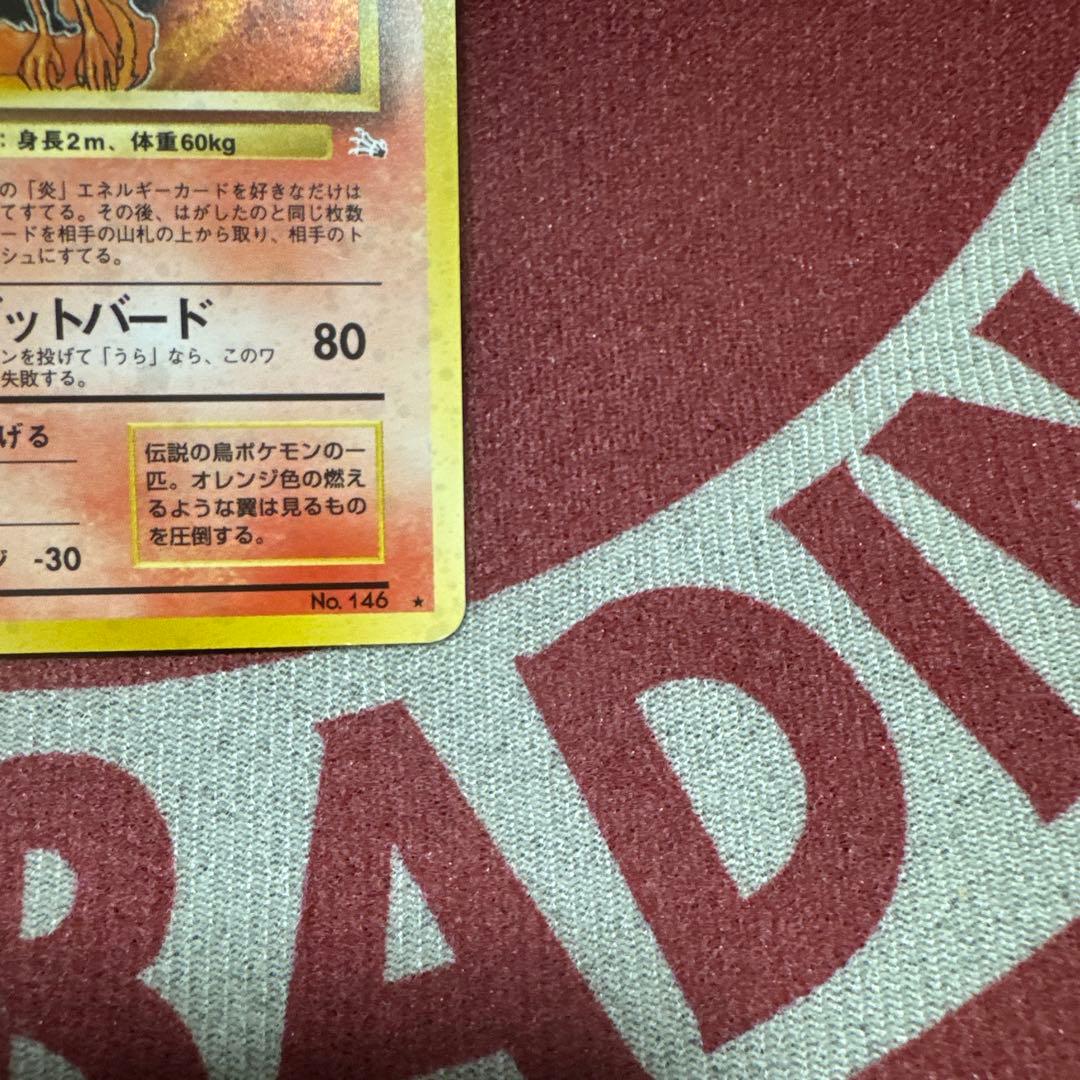 ：身長2m、体重60kg
の「炎」エネルギーカードを好きなだけは
てすてる。その後、はがしたのと同じ枚数
ードを相手の山札の上から取り、相手のト
シュにすてる。
ゴットバード
80
ンを投げて「うら」なら、このワ
失敗する。
げる
伝説の鳥ポケモンの一
匹。オレンジ色の燃え
るような翼は見るもの
を圧倒する。
ジ -30
No. 146 ★
RADIN